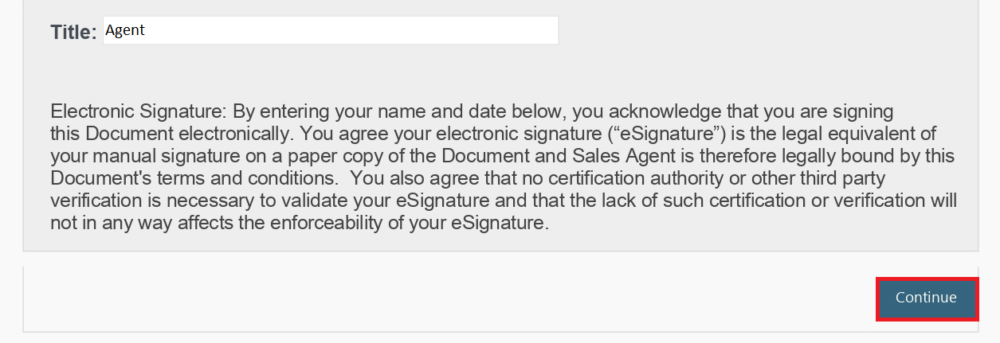 Title: Agent
Electronic Signature: By entering your name and date below, you acknowledge that you are signing
this Document electronically. You agree your electronic signature (“eSignature”) is the legal equivalent of
your manual signature on a paper copy of the Document and Sales Agent is therefore legally bound by this
Document's terms and conditions.  You also agree that no certification authority or other third party
verification is necessary to validate your eSignature and that the lack of such certification or verification will
not in any way affects the enforceability of your eSignature.
Continue